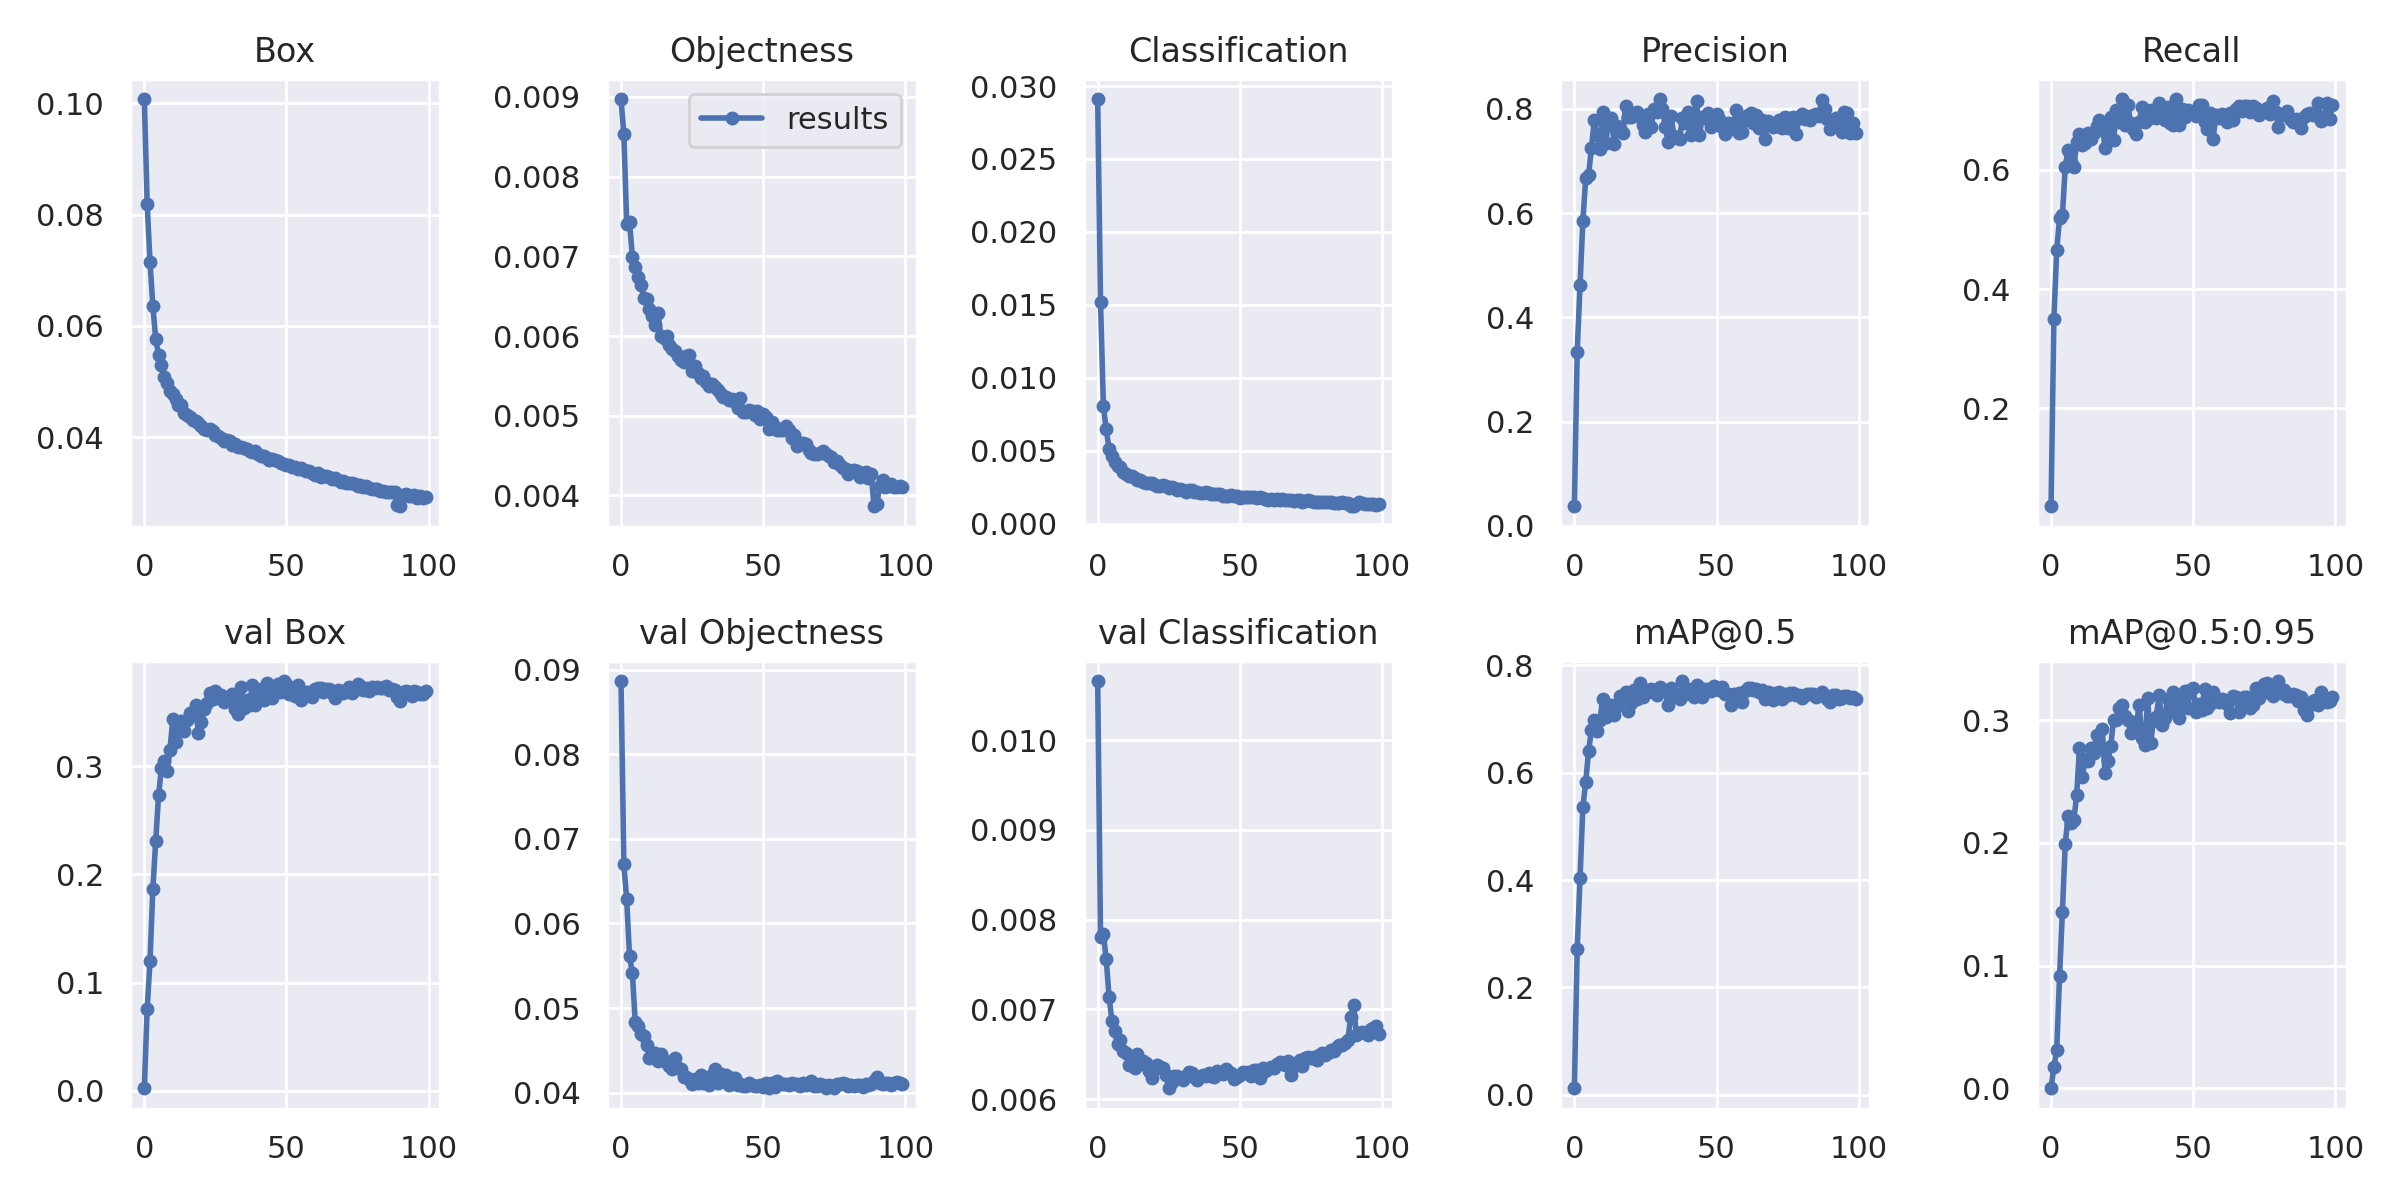 Box
Objectness
Classification
Precision
Recall
0.10
0.08
0.06
0.04
0 50 100
0.009
0.008
0.007
0.006
0.005
0.004
results
0 50 100
0.030
0.025
0.020
0.015
0.010
0.005
0.000
0 50 100
0.8
0.6
0.4
0.2
0.0
0 50 100
0.6
0.4
0.2
0 50 100
val Box
val Objectness
val Classification
mAP@0.5
mAP@0.5:0.95
0.3
0.2
0.1
0.0
0 50 100
0.09
0.08
0.07
0.06
0.05
0.04
0 50 100
0.010
0.009
0.008
0.007
0.006
0 50 100
0.8
0.6
0.4
0.2
0.0
0 50 100
0.3
0.2
0.1
0.0
0 50 100